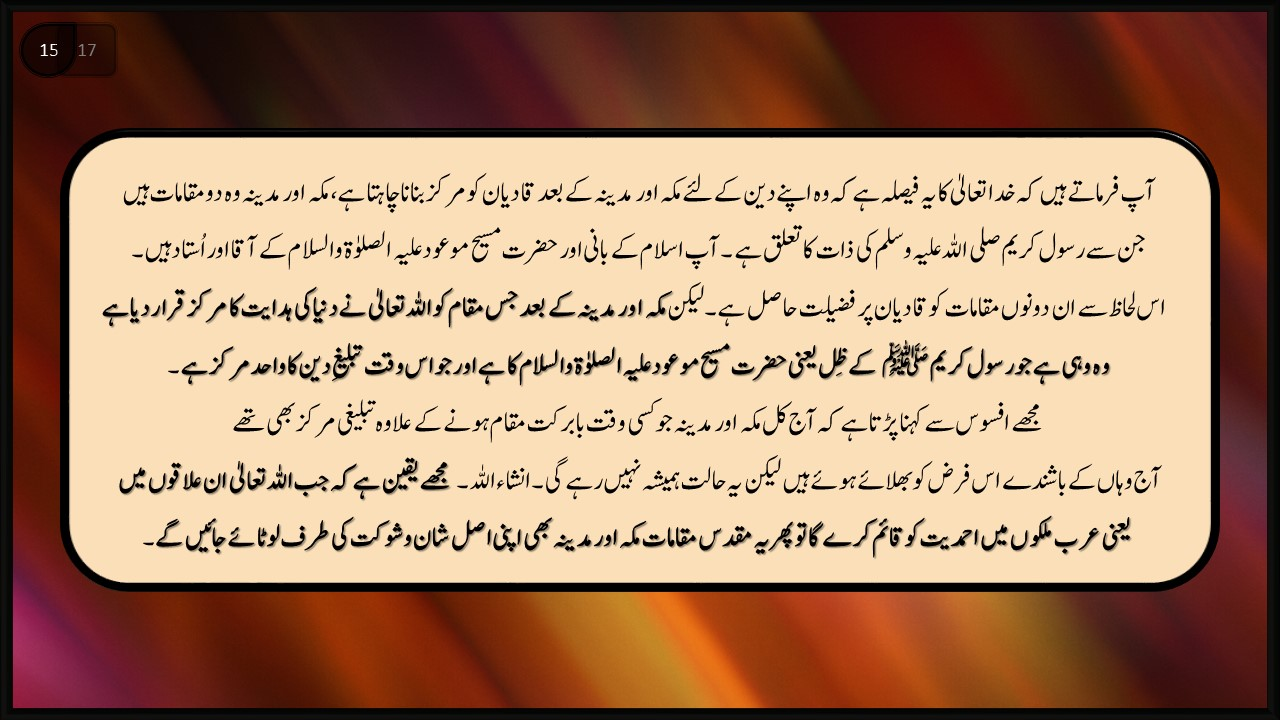 15 17
آپ فرماتے ہیں کہ خدا تعالیٰ کا یہ فیصلہ ہے کہ وہ اپنے دین کے لئے مکہ اور مدینہ کے بعد قادیان کو مرکز بنانا چاہتا ہے، مکہ اور مدینہ وہ دو مقامات ہیں
جن سے رسول کریم صلی اللہ علیہ وسلم کی ذات کا تعلق ہے۔ آپ اسلام کے بانی اور حضرت مسیح موعود علیہ الصلوٰۃ والسلام کے آقا اور اُستاد ہیں۔
اس لحاظ سے ان دونوں مقامات کو قادیان پر فضیلت حاصل ہے۔ لیکن مکہ اور مدینہ کے بعد جس مقام کو اللہ تعالیٰ نے دنیا کی ہدایت کا مرکز قرار دیا ہے
وہ وہی ہے جو رسول کریم ﷺ کے ظِل یعنی حضرت مسیح موعود علیہ الصلوٰۃ والسلام کا ہے اور جو اس وقت تبلیغِ دین کا واحد مرکز ہے۔
مجھے افسوس سے کہنا پڑتا ہے کہ آج کل مکہ اور مدینہ جو کسی وقت بابرکت مقام ہونے کے علاوہ تبلیغی مرکز بھی تھے
آج وہاں کے باشندے اس فرض کو بھلائے ہوئے ہیں لیکن یہ حالت ہمیشہ نہیں رہے گی۔ انشاء اللہ۔ مجھے یقین ہے کہ جب اللہ تعالیٰ ان علاقوں میں
یعنی عرب ملکوں میں احمدیت کو قائم کرے گا تو پھر یہ مقدس مقامات مکہ اور مدینہ بھی اپنی اصل شان و شوکت کی طرف لوٹائے جائیں گے۔